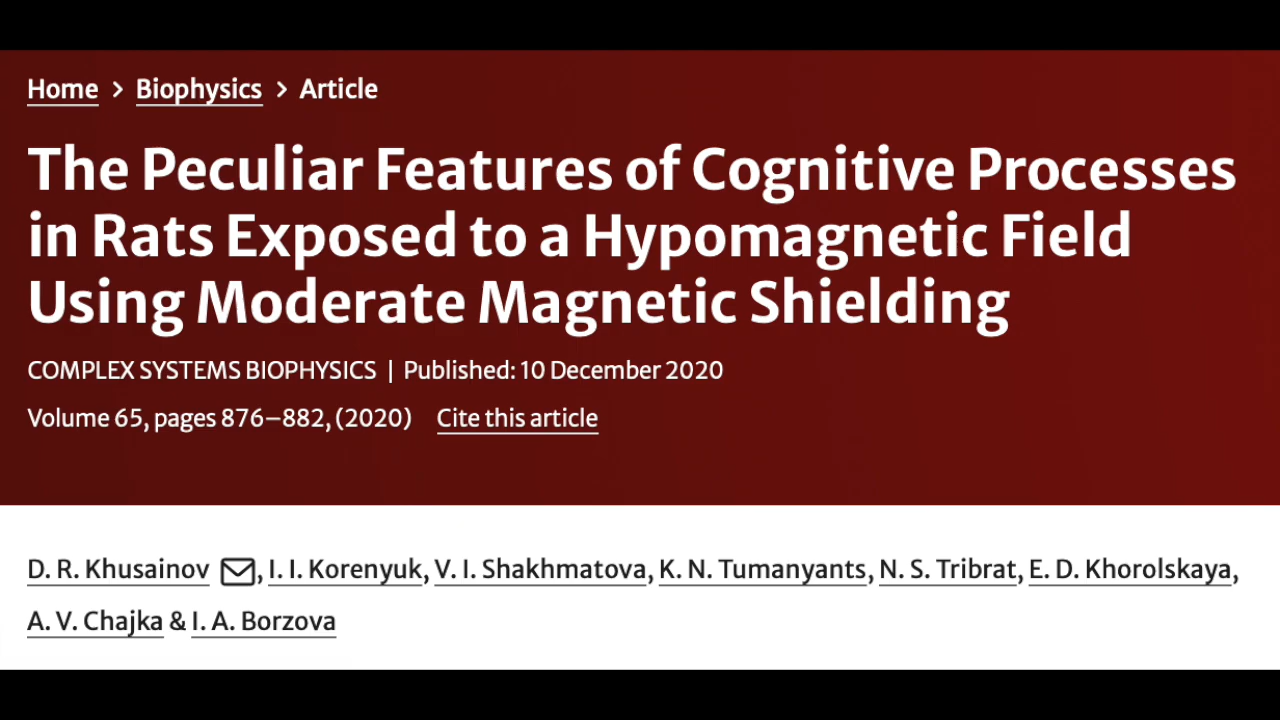 Home > Biophysics > Article
The Peculiar Features of Cognitive Processes
in Rats Exposed to a Hypomagnetic Field
Using Moderate Magnetic Shielding
COMPLEX SYSTEMS BIOPHYSICS | Published: 10 December 2020
Volume 65, pages 876–882, (2020) Cite this article
D. R. Khusainov, I. I. Korenyuk, V. I. Shakhmatova, K. N. Tumanyants, N. S. Tribrat, E. D. Khorolskaya,
A. V. Chajka & I. A. Borzova